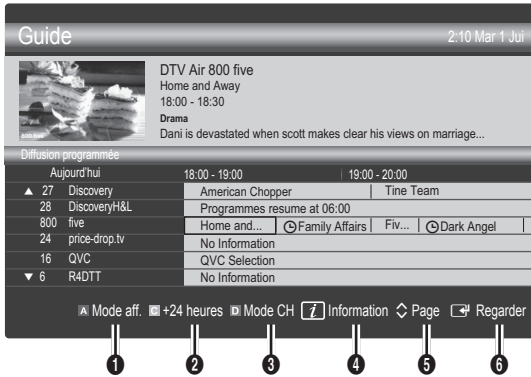 Guide 2:10 Mar 1 Jui
DTV Air 800 five
Home and Away
18:00 - 18:30
Drama
Dani is devastated when scott makes clear his views on marriage...
800 five
Diffusion programmée
Aujourd'hui 18:00 - 19:00 19:00 - 20:00
▲ 27 Discovery American Chopper Tine Team
28 DiscoveryH&L Programmes resume at 06:00
800 five Home and... Family Affairs Fiv... Dark Angel
24 price-drop.tv No Information
16 QVC QVC Selection
▼ 6 R4DTT No Information
A Mode aff. C +24 heures D Mode CH i Information Page Regarder
1 2 3 4 5 6